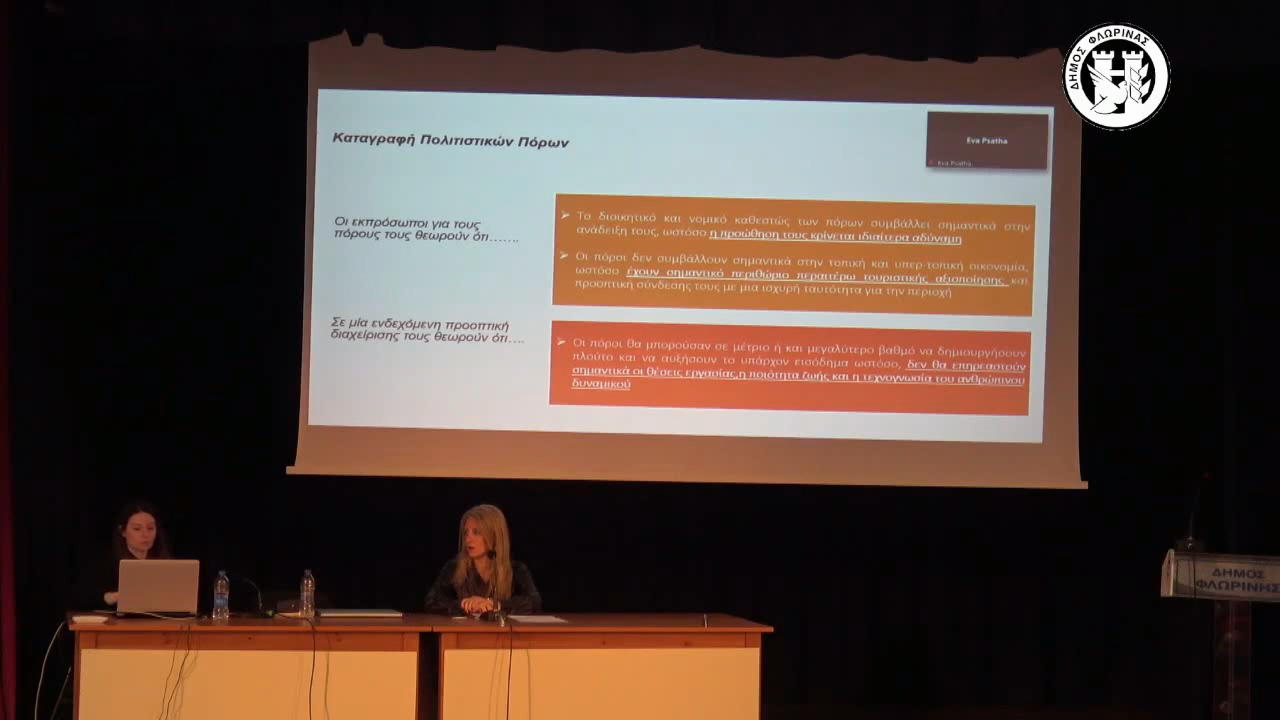 ΔΗΜΟΣ ΦΛΩΡΙΝΑΣ
Καταγραφή Πολιτιστικών Πόρων
Eva Psatha
Eva Psatha
Οι εκπρόσωποι για τους
πόρους τους θεωρούν ότι…….
Το διοικητικό και νομικό καθεστώς των πόρων συμβάλλει σημαντικά στην
ανάδειξη τους, ωστόσο η προώθηση τους κρίνεται ιδιαίτερα αδύναμη
Οι πόροι δεν συμβάλλουν σημαντικά στην τοπική και υπερ-τοπική οικονομία,
ωστόσο έχουν σημαντικό περιθώριο περαιτέρω τουριστικής αξιοποίησης και
προοπτική σύνδεσης τους με μια ισχυρή ταυτότητα για την περιοχή
Σε μία ενδεχόμενη προοπτική
διαχείρισης τους θεωρούν ότι….
Οι πόροι θα μπορούσαν σε μέτριο ή και μεγαλύτερο βαθμό να δημιουργήσουν
πλούτο και να αυξήσουν το υπάρχον εισόδημα ωστόσο, δεν θα επηρεαστούν
σημαντικά οι θέσεις εργασίας,η ποιότητα ζωής και η τεχνογνωσία του ανθρώπινου
δυναμικού
ΔΗΜΟΣ
ΦΛΩΡΙΝΗΣ